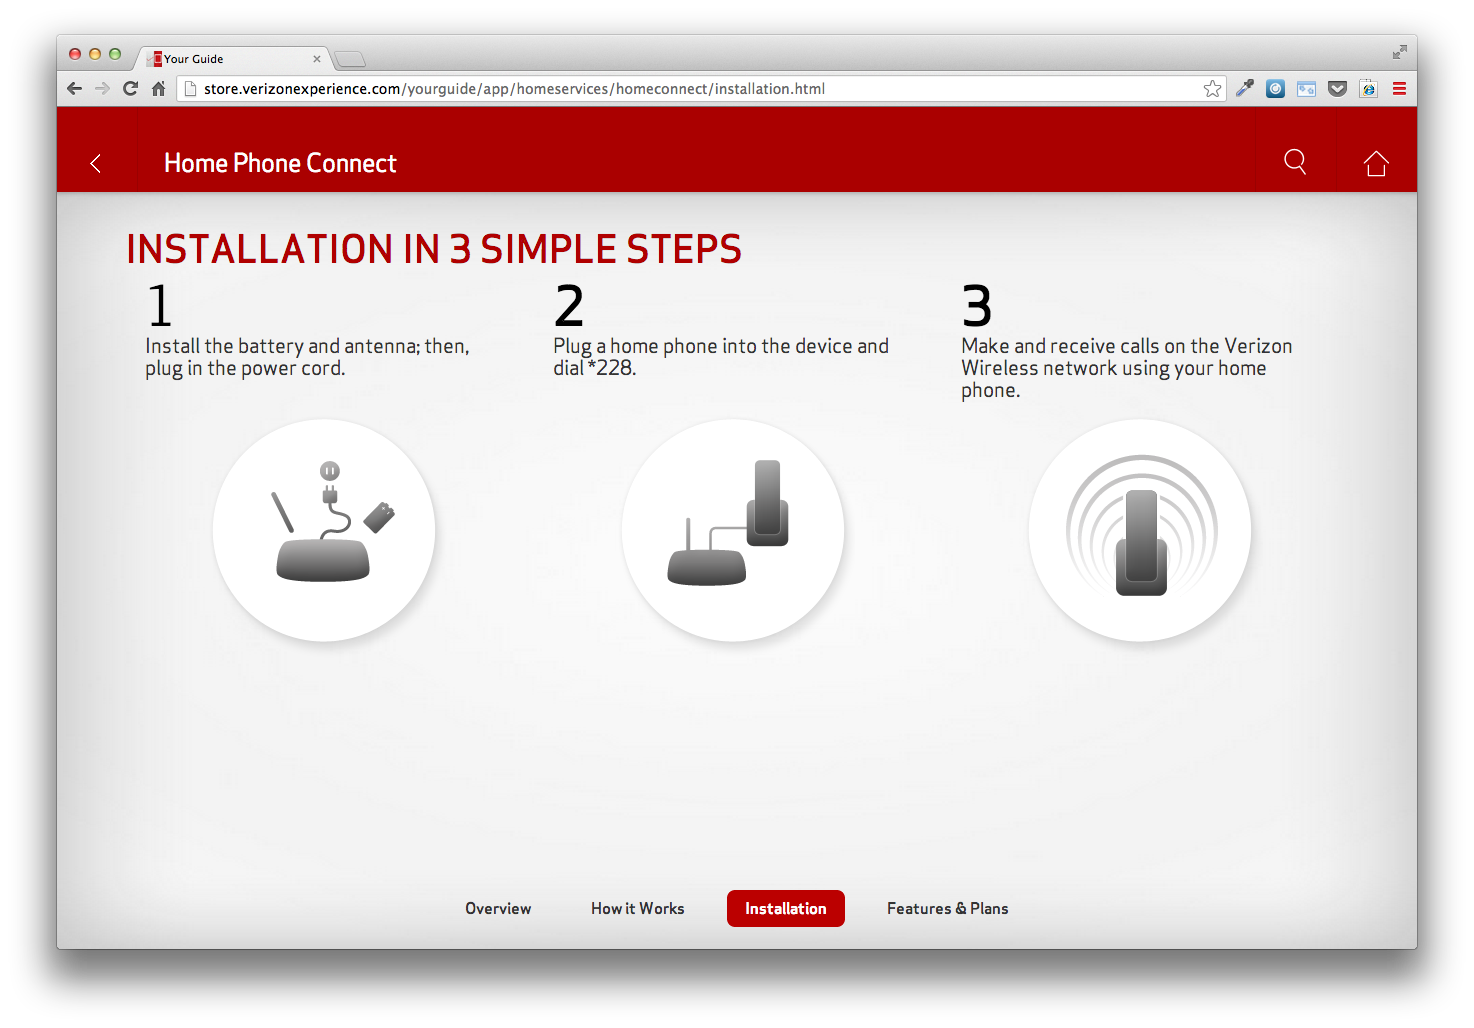 Your Guide
store.verizonexperience.com/yourguide/app/homeservices/homeconnect/installation.html
Home Phone Connect
INSTALLATION IN 3 SIMPLE STEPS
1
Install the battery and antenna; then,
plug in the power cord.
2
Plug a home phone into the device and
dial *228.
3
Make and receive calls on the Verizon
Wireless network using your home
phone.
Overview
How it Works
Installation
Features & Plans